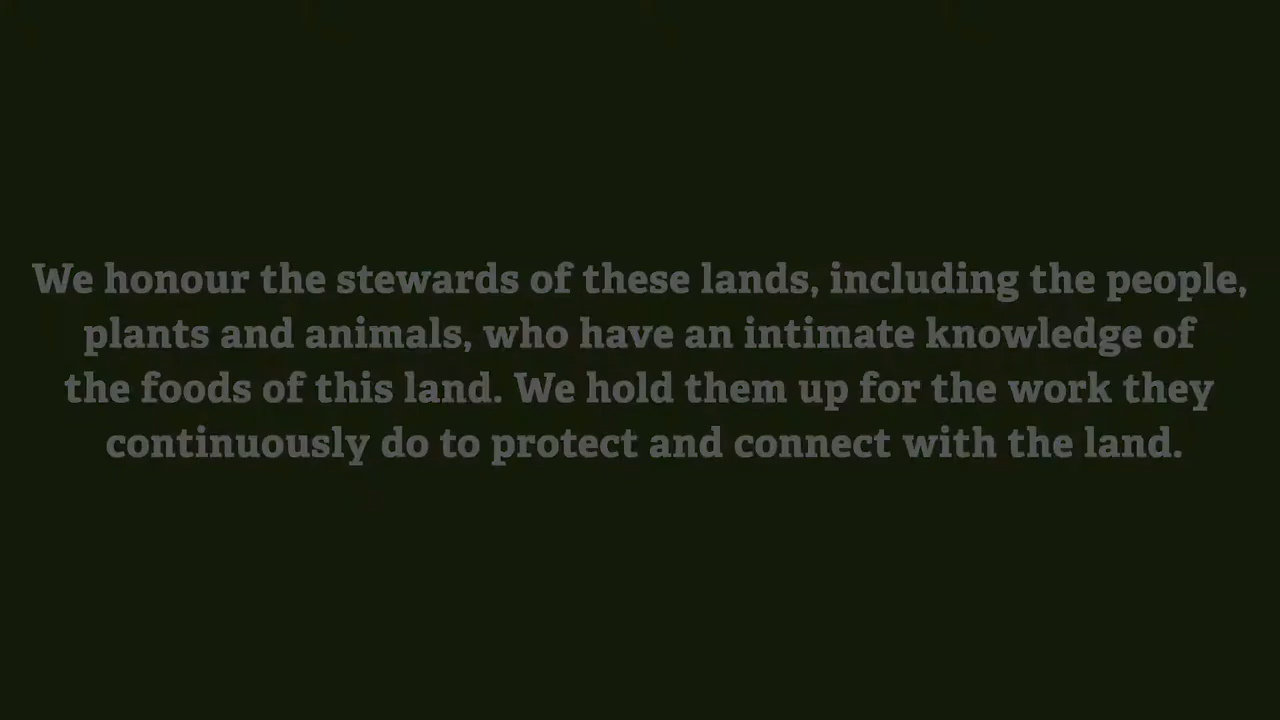 We honour the stewards of these lands, including the people,
plants and animals, who have an intimate knowledge of
the foods of this land. We hold them up for the work they
continuously do to protect and connect with the land.